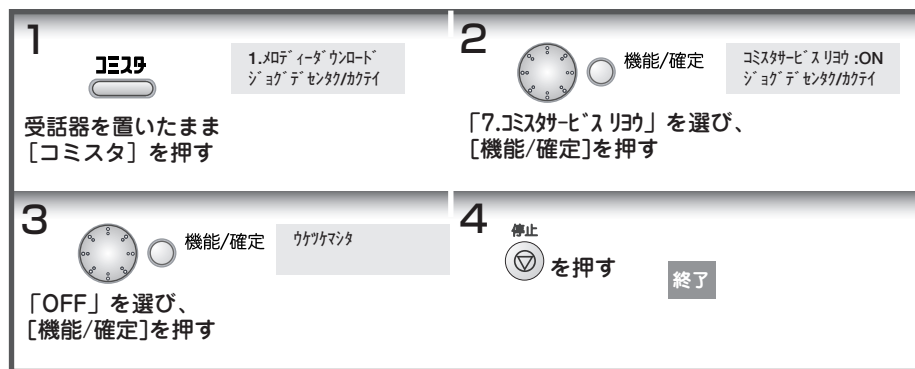 1
コミスタ
1.ﾒﾛﾃﾞｨｰﾀﾞｳﾝﾛｰﾄﾞ
ｼﾞｮｸﾞﾃﾞｾﾝﾀｸ/ｶｸﾃｲ
受話器を置いたまま
［コミスタ］を押す
2
機能/確定
ｺﾐｽﾀｻｰﾋﾞｽ ﾘﾖｳ :ON
ｼﾞｮｸﾞﾃﾞｾﾝﾀｸ/ｶｸﾃｲ
「7.ｺﾐｽﾀｻｰﾋﾞｽ ﾘﾖｳ」を選び、
[機能/確定]を押す
3
機能/確定
ｳｹﾂｹﾏｼﾀ
「OFF」を選び、
[機能/確定]を押す
4
停止
を押す
終了